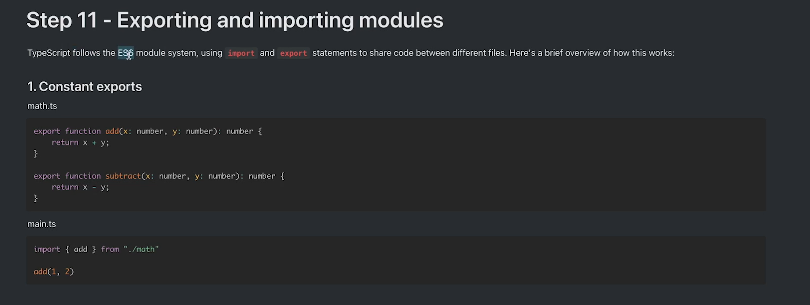 Step 11 - Exporting and importing modules
TypeScript follows the ES6 module system, using import and export statements to share code between different files. Here's a brief overview of how this works:
1. Constant exports
math.ts
export function add(x: number, y: number): number {
    return x + y;
}
export function subtract(x: number, y: number): number {
    return x - y;
}
main.ts
import { add } from "./math"
add(1, 2)